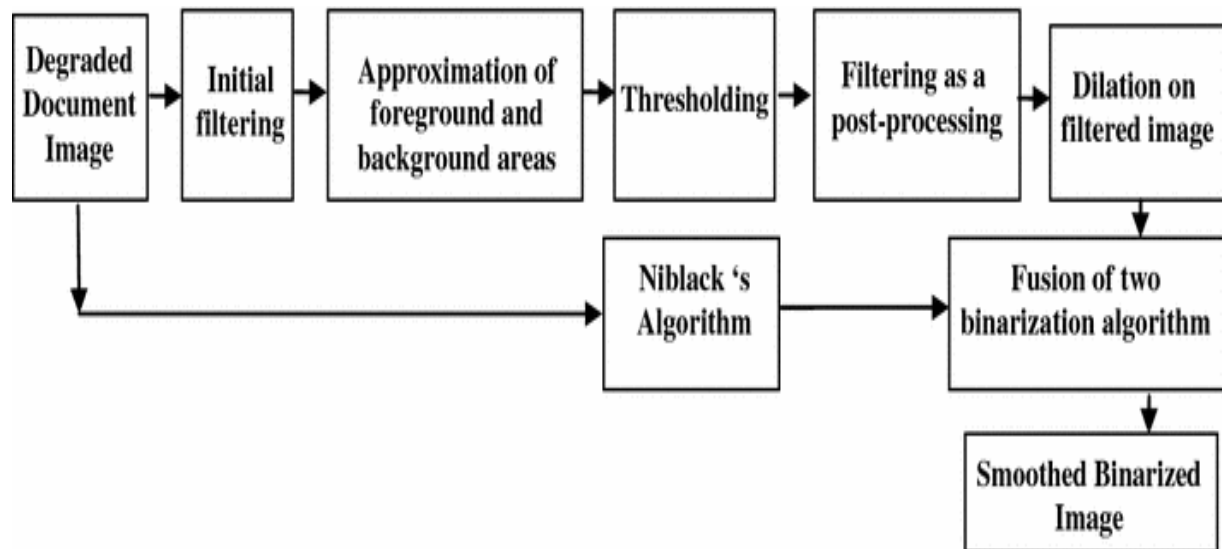 Degraded
Document
Image
Initial
filtering
Approximation of
foreground and
background areas
Thresholding
Filtering as a
post-processing
Dilation on
filtered image
Niblack ‘s
Algorithm
Fusion of two
binarization algorithm
Smoothed Binarized
Image